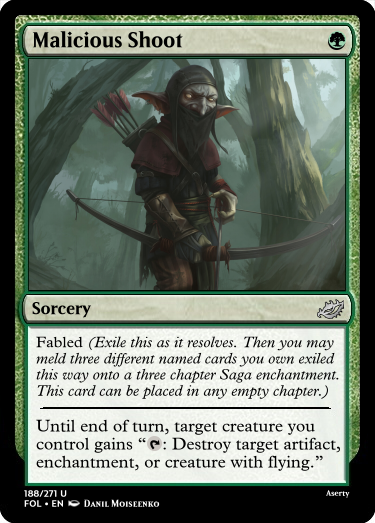 Malicious Shoot
Sorcery
Fabled (Exile this as it resolves. Then you may
meld three different named cards you own exiled
this way onto a three chapter Saga enchantment.
This card can be placed in any empty chapter.)
Until end of turn, target creature you
control gains “: Destroy target artifact,
enchantment, or creature with flying.”
188/271 U
FOL • EN Danil Moiseenko
Aserty